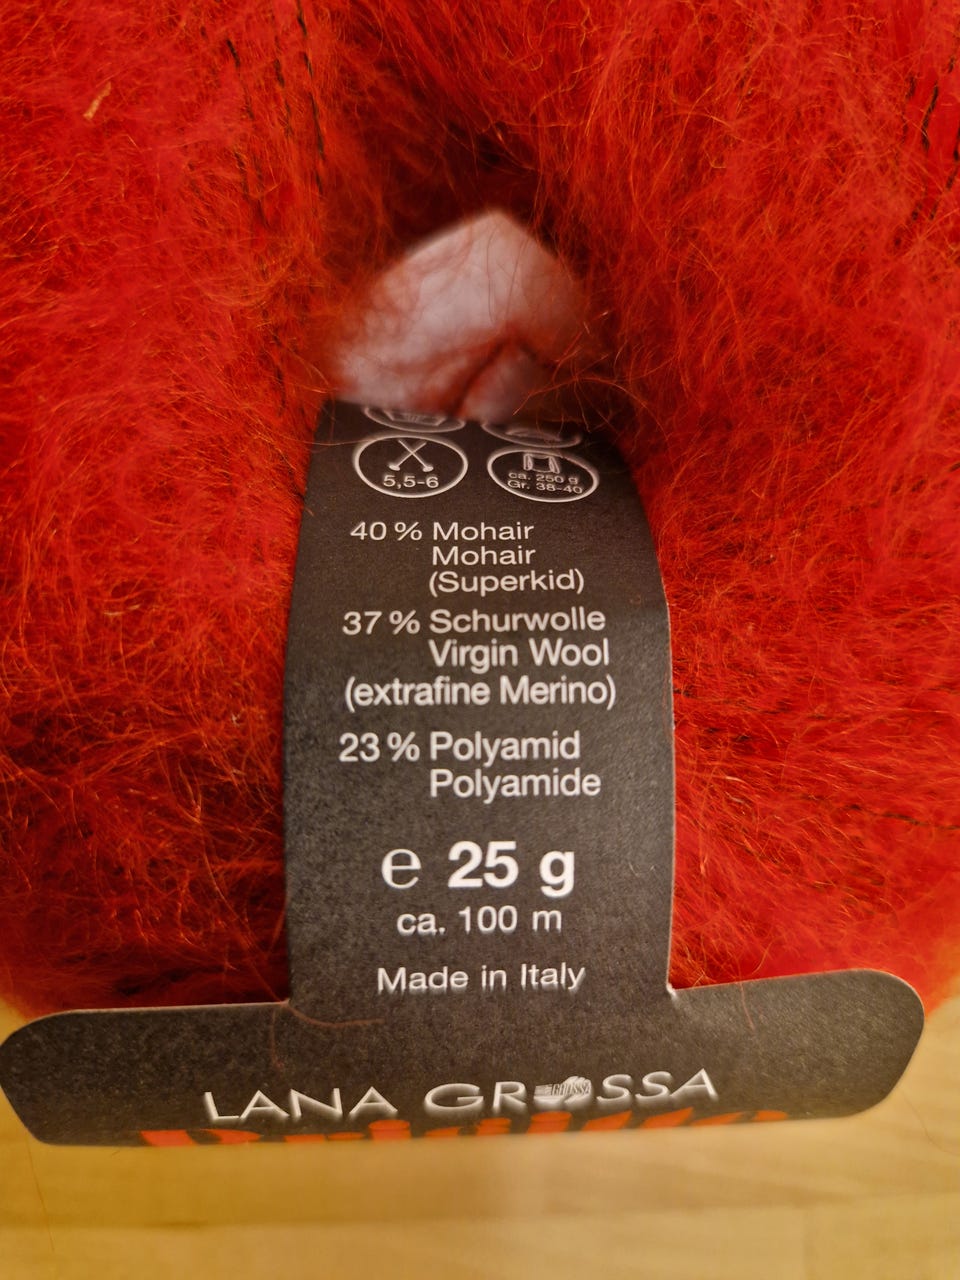 5,5-6
ca. 250 g
Gr. 38-40
40 % Mohair
Mohair
(Superkid)
37 % Schurwolle
Virgin Wool
(extrafine Merino)
23 % Polyamid
Polyamide
e 25 g
ca. 100 m
Made in Italy
LANA GROSSA